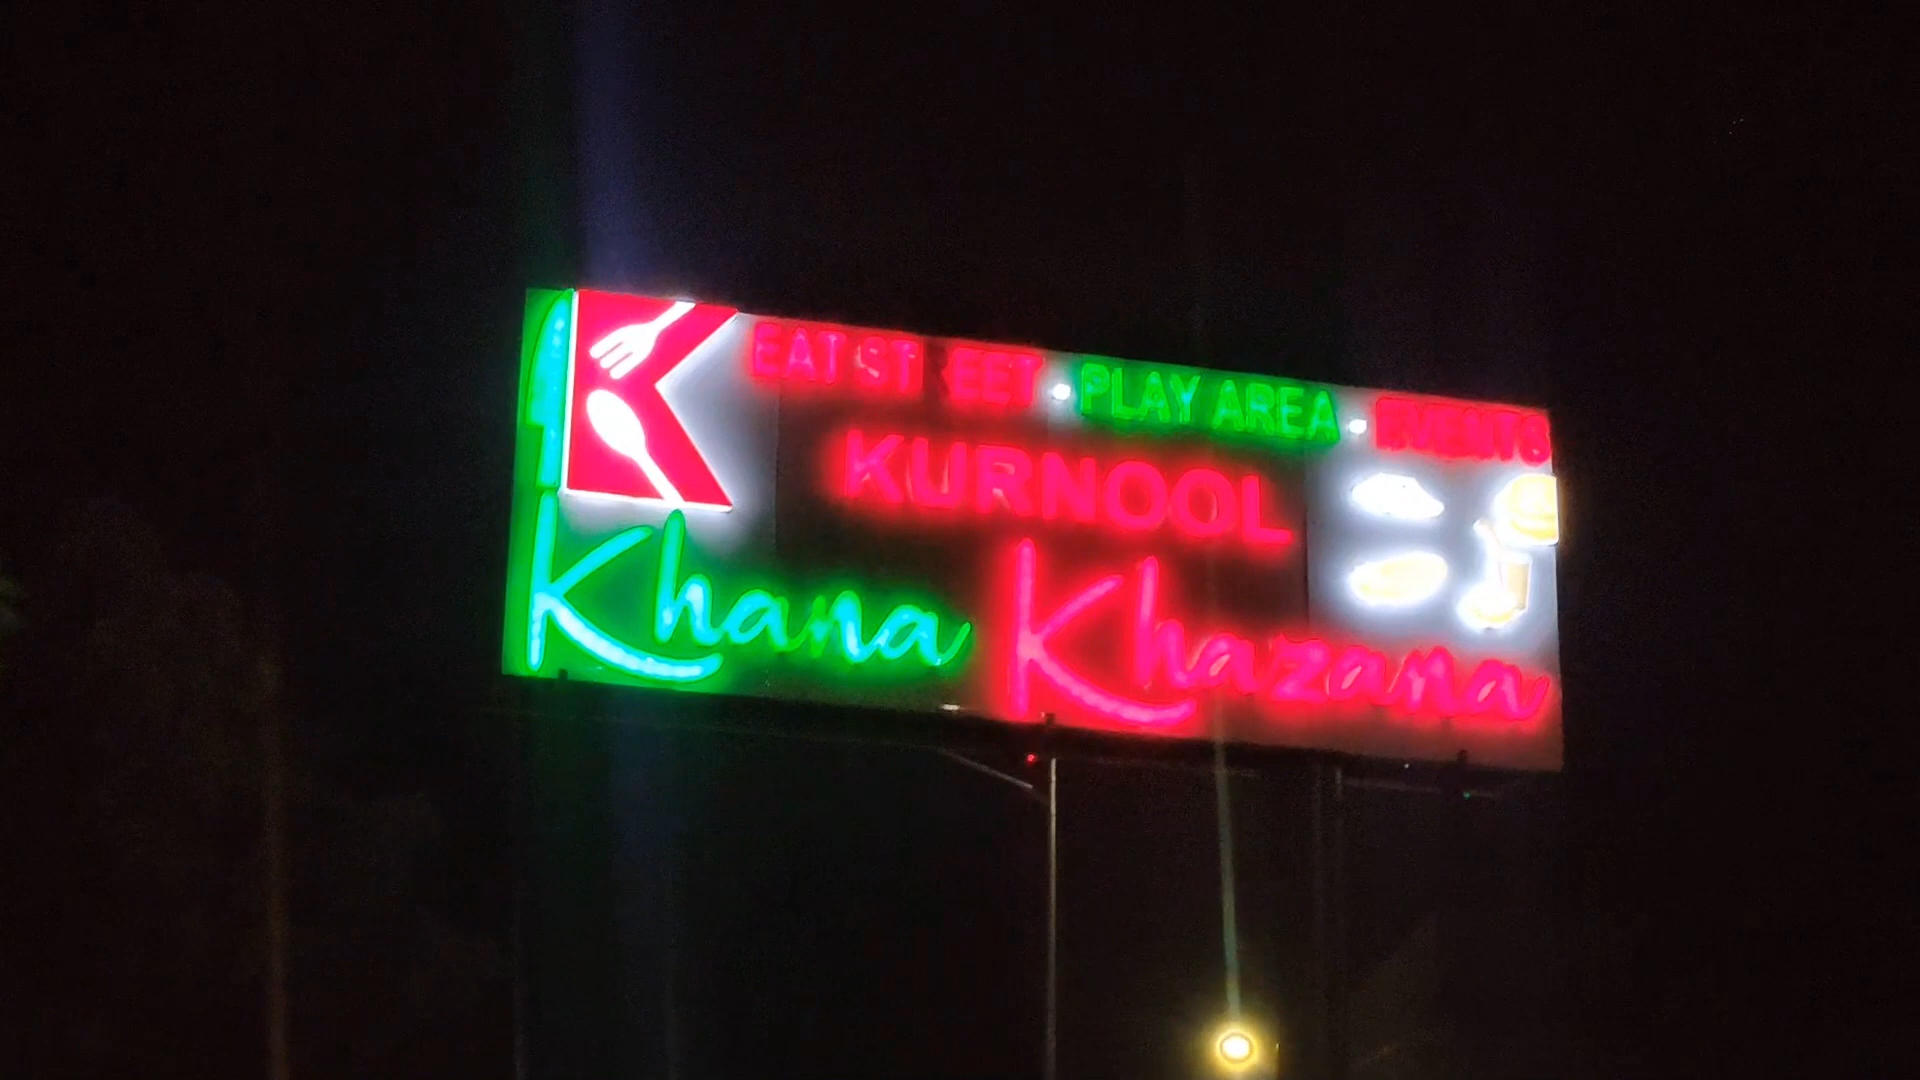 EAT STREET • PLAY AREA • EVENTS
KURNOOL
Khana Khazana